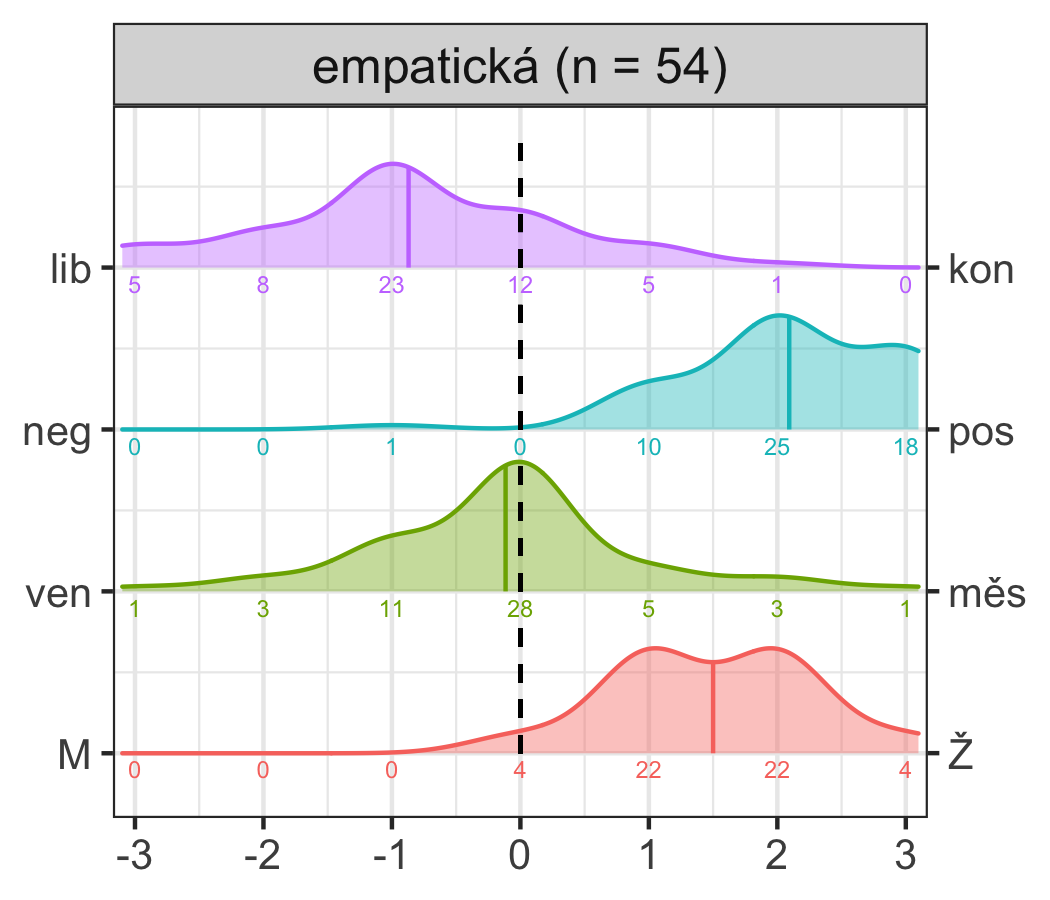 empatická (n = 54)
lib kon
5 8 23 12 5 1 0
neg pos
0 0 1 0 10 25 18
ven měs
1 3 11 28 5 3 1
M Ž
0 0 0 4 22 22 4
-3 -2 -1 0 1 2 3